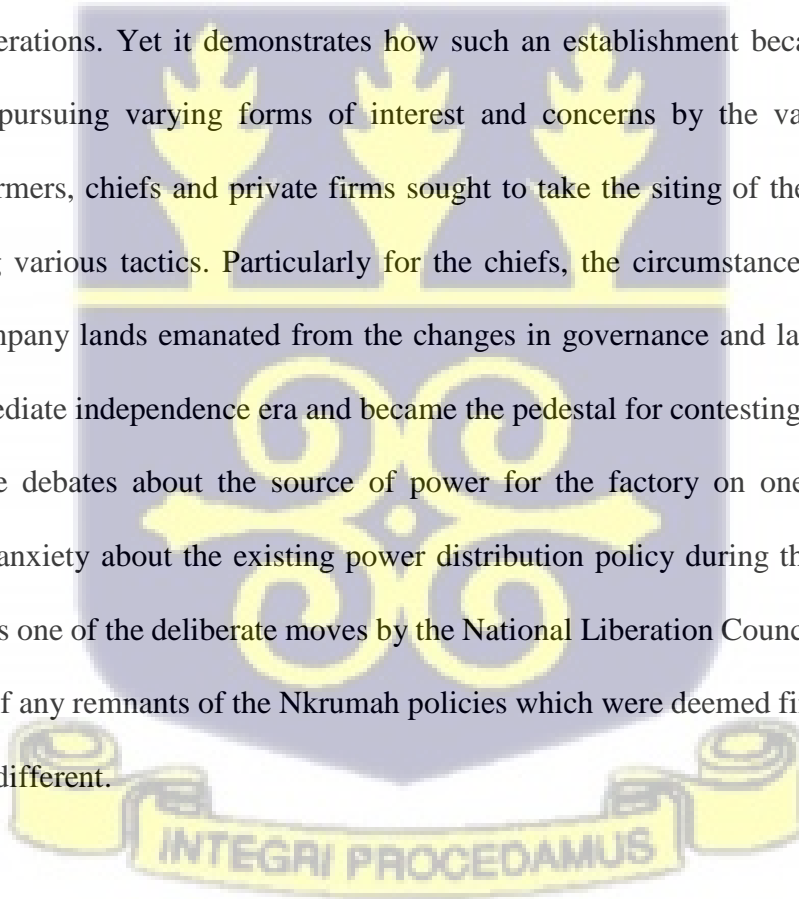 erations. Yet it demonstrates how such an establishment beca
pursuing varying forms of interest and concerns by the va
rmers, chiefs and private firms sought to take the siting of the
various tactics. Particularly for the chiefs, the circumstance
mpany lands emanated from the changes in governance and la
ediate independence era and became the pedestal for contesting
e debates about the source of power for the factory on one
anxiety about the existing power distribution policy during th
s one of the deliberate moves by the National Liberation Counc
f any remnants of the Nkrumah policies which were deemed fi
different.
INTEGRI PROCEDAMUS